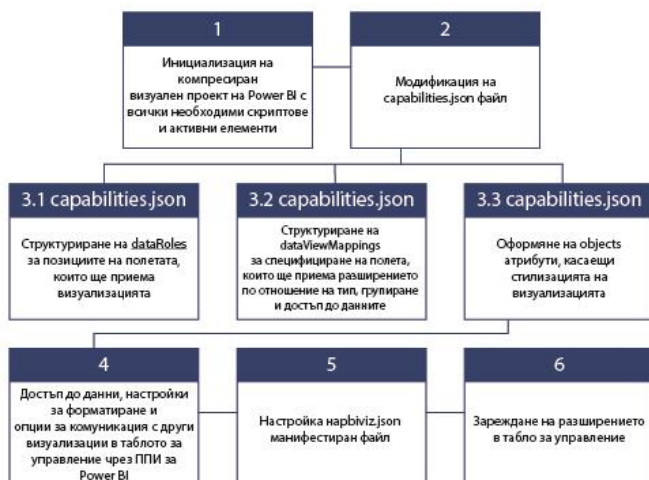 1
Инициализация на
компресиран
визуален проект на Power BI с
всички необходими скриптове
и активни елементи
2
Модификация на
capabilities.json файл
3.1 capabilities.json
Структуриране на dataRoles
за позициите на полетата,
които ще приема
визуализацията
3.2 capabilities.json
Структуриране на
dataViewMappings
за специфициране на полета,
които ще приема разширението
по отношение на тип, групиране
и достъп до данните
3.3 capabilities.json
Оформяне на objects
атрибути, касаещи
стилизацията на
визуализацията
4
Достъп до данни, настройки
за форматиране и
опции за комуникация с други
визуализации в таблото за
управление чрез ППИ за
Power BI
5
Настройка наpbiviz.json
манифестиран файл
6
Зареждане на разширението
в табло за управление